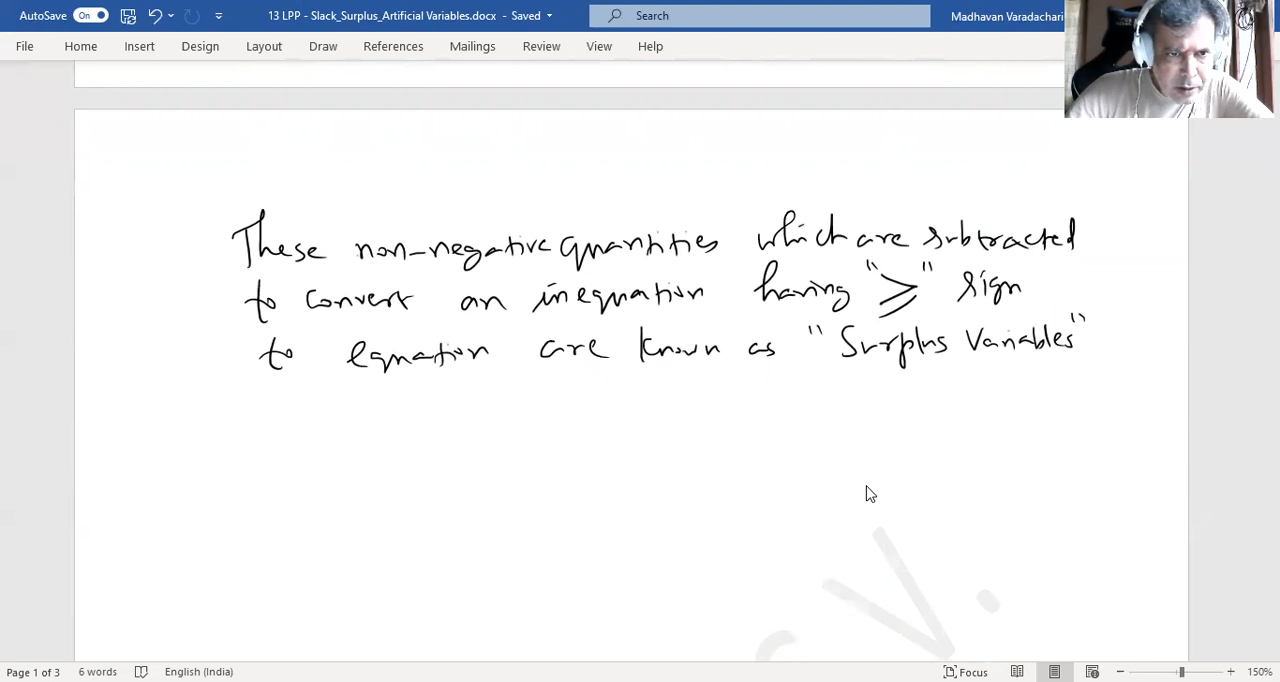 AutoSave On 13 LPP - Slack_Surplus_Artificial Variables.docx - Saved Search Madhavan Varadachari
File Home Insert Design Layout Draw References Mailings Review View Help
These non-negative quantities which are subtracted
to convert an inequation having "≥" sign
to equation are known as "Surplus Variables"
V.
Page 1 of 3 6 words English (India) Focus 150%